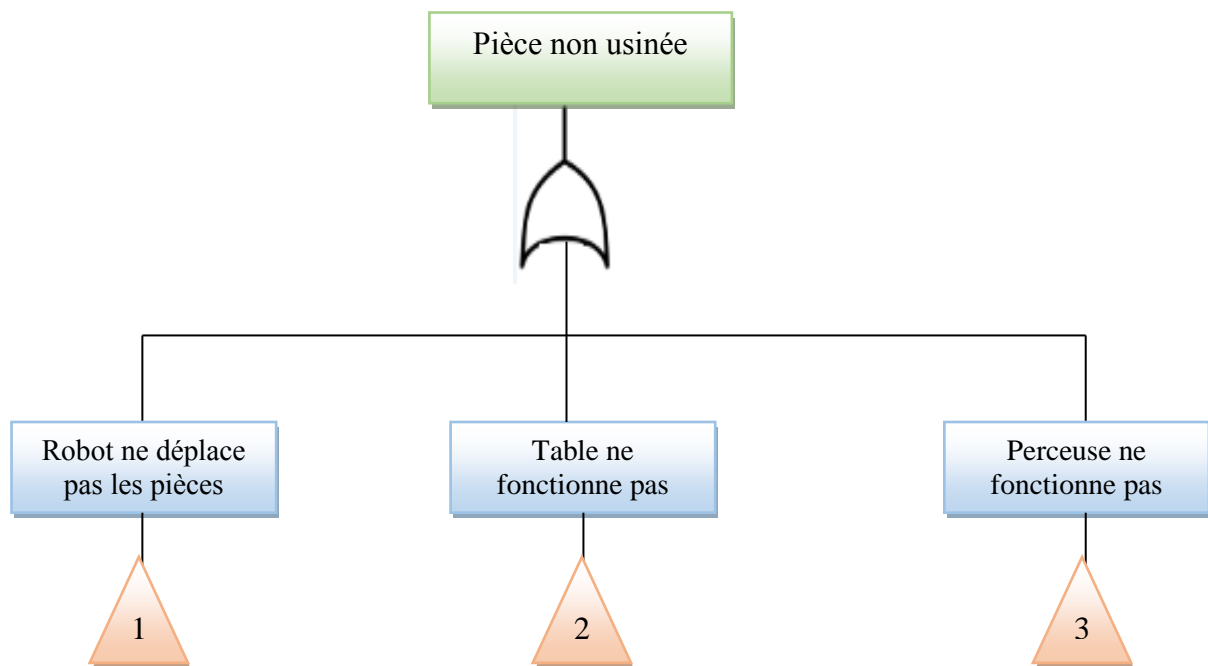 Pièce non usinée
Robot ne déplace
pas les pièces
Table ne
fonctionne pas
Perceuse ne
fonctionne pas
1
2
3